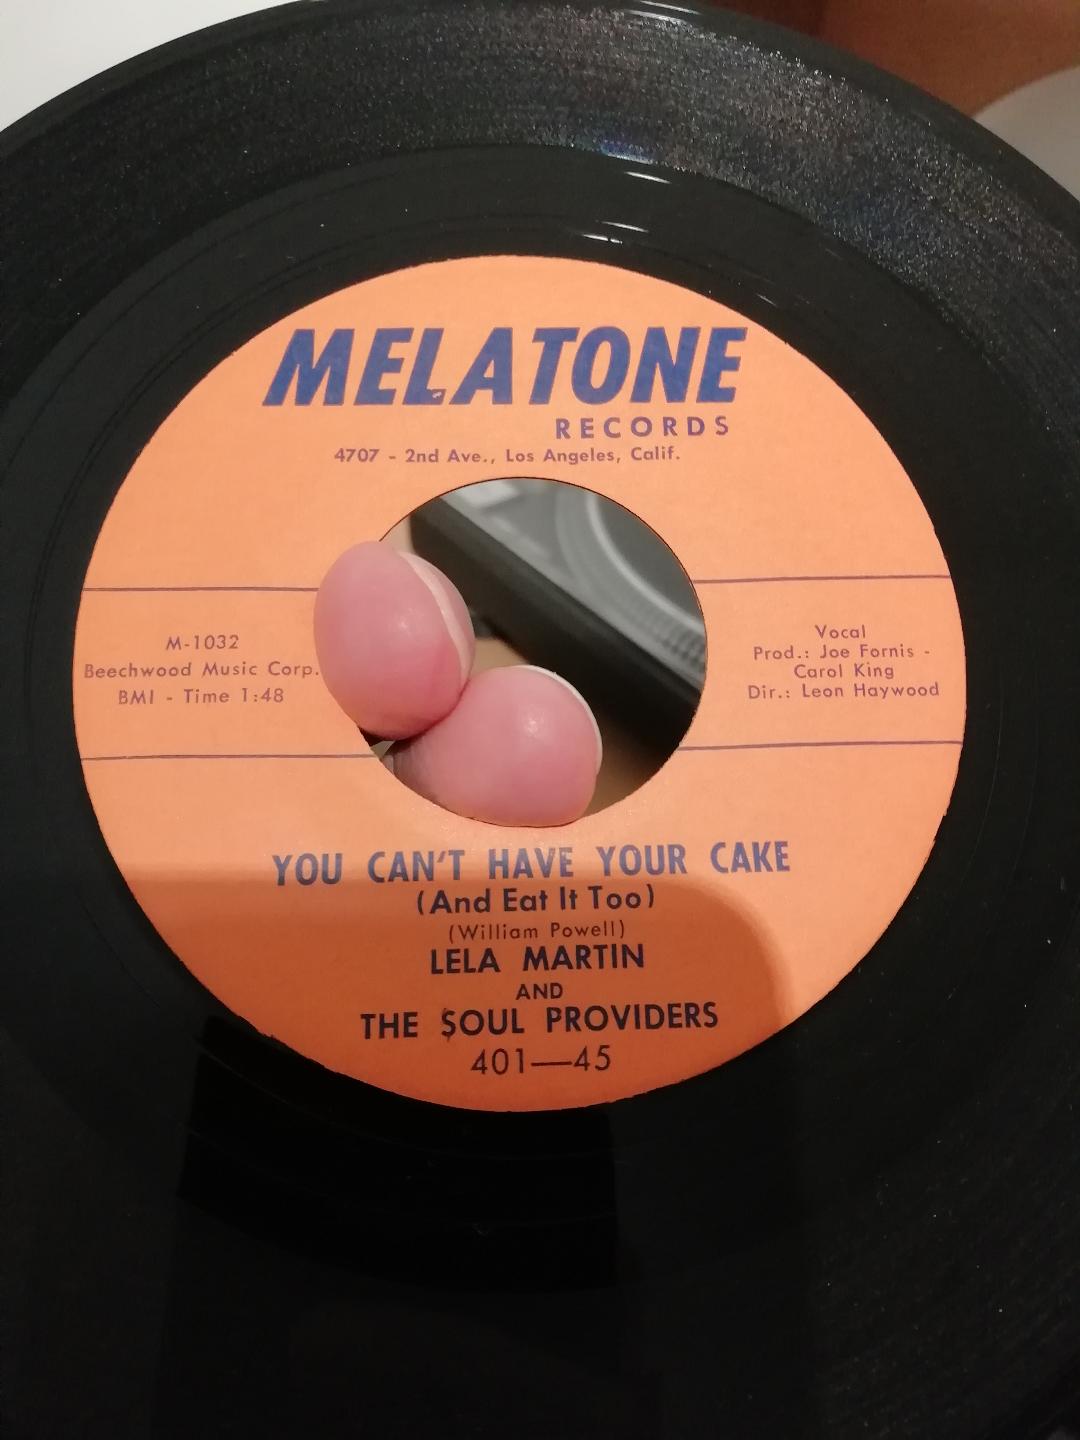 MELATONE
RECORDS
4707 - 2nd Ave., Los Angeles, Calif.
M-1032
Beechwood Music Corp.
BMI - Time 1:48
Vocal
Prod.: Joe Fornis -
Carol King
Dir.: Leon Haywood
YOU CAN'T HAVE YOUR CAKE
(And Eat It Too)
(William Powell)
LELA MARTIN
AND
THE SOUL PROVIDERS
401—45